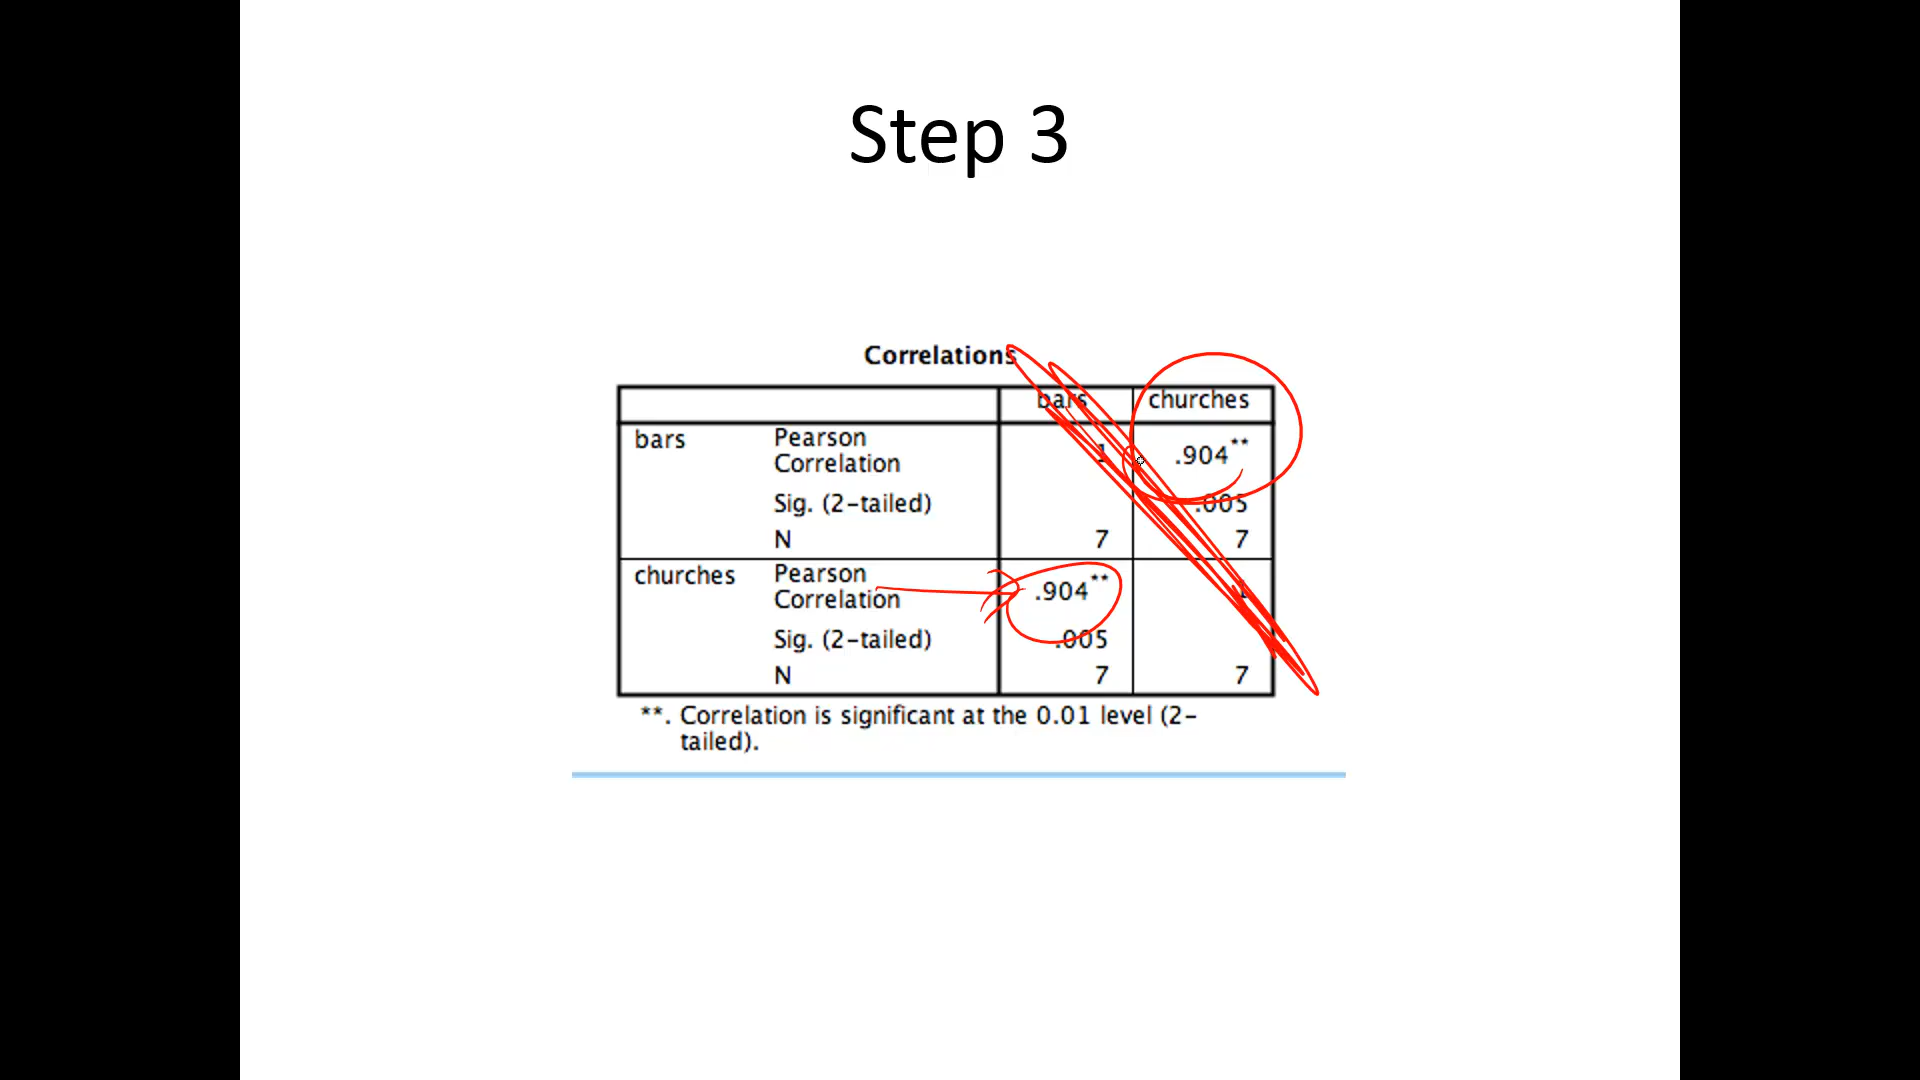 Step 3
Correlations
bars churches
bars Pearson Correlation 1 .904**
Sig. (2-tailed) .005
N 7 7
churches Pearson Correlation .904** 1
Sig. (2-tailed) .005
N 7 7
**. Correlation is significant at the 0.01 level (2-
tailed).